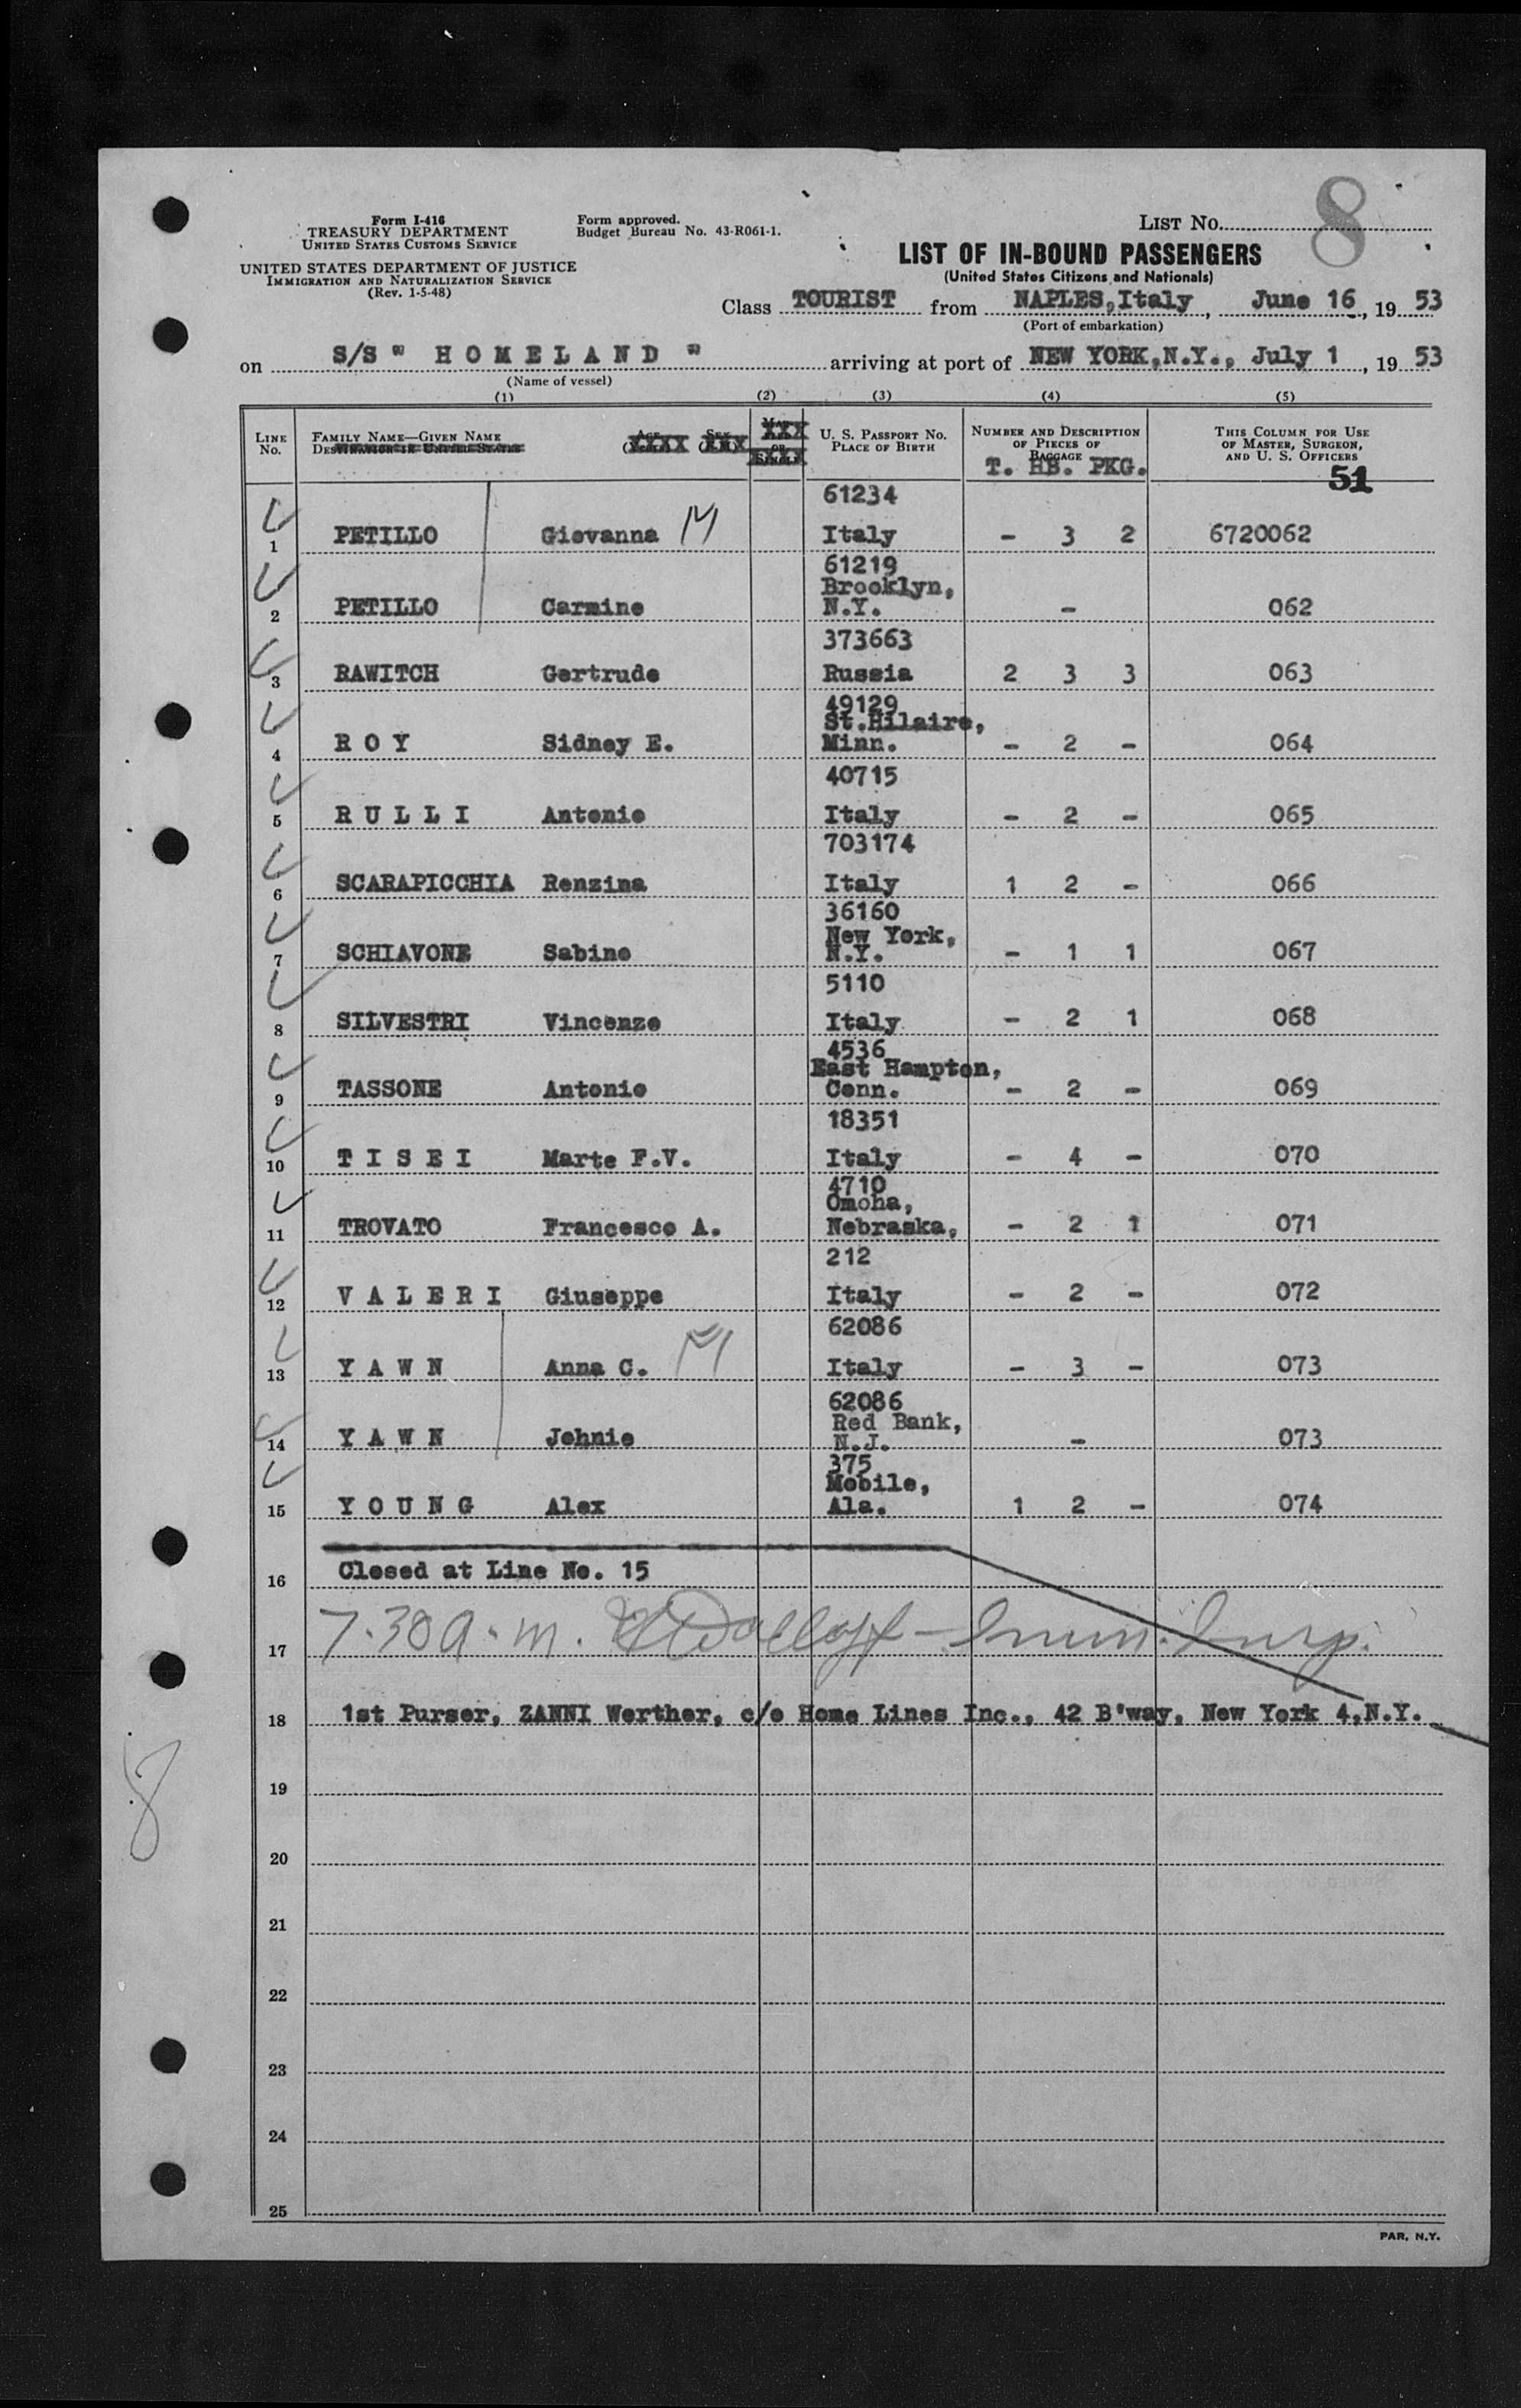 Form I-416
TREASURY DEPARTMENT
UNITED STATES CUSTOMS SERVICE
UNITED STATES DEPARTMENT OF JUSTICE
IMMIGRATION AND NATURALIZATION SERVICE
(Rev. 1-5-48)
Form approved.
Budget Bureau No. 43-R061-1.
LIST No. 8
LIST OF IN-BOUND PASSENGERS
(United States Citizens and Nationals)
Class TOURIST from NAPLES,Italy, June 16, 19 53
(Port of embarkation)
on S/S " H O M E L A N D " arriving at port of NEW YORK,N.Y., July 1, 19 53
(Name of vessel)
(1) (2) (3) (4) (5)
LINE No. FAMILY NAME—GIVEN NAME U. S. PASSPORT No. PLACE OF BIRTH NUMBER AND DESCRIPTION OF PIECES OF BAGGAGE THIS COLUMN FOR USE OF MASTER, SURGEON, AND U. S. OFFICERS
T. HB. PKG. 51
61234
1 PETILLO Giovanna M Italy - 3 2 6720062
61219
Brooklyn,
2 PETILLO Carmine N.Y. - 062
373663
3 RAWITCH Gertrude Russia 2 3 3 063
49129
St.Hilaire,
4 R O Y Sidney E. Minn. - 2 - 064
40715
5 R U L L I Antonio Italy - 2 - 065
703174
6 SCARAPICCHIA Renzina Italy 1 2 - 066
36160
New York,
7 SCHIAVONE Sabino N.Y. - 1 1 067
5110
8 SILVESTRI Vincenzo Italy - 2 1 068
4536
East Hampton,
9 TASSONE Antonio Conn. - 2 - 069
18351
10 T I S E I Marte F.V. Italy - 4 - 070
4710
Omoha,
11 TROVATO Francesco A. Nebraska, - 2 1 071
212
12 V A L E R I Giuseppe Italy - 2 - 072
62086
13 Y A W N Anna C. M Italy - 3 - 073
62086
Red Bank,
14 Y A W N Johnie N.J. - 073
375
Mobile,
15 Y O U N G Alex Ala. 1 2 - 074
16 Closed at Line No. 15
17 7.30 a.m. Imm. Insp.
18 1st Purser, ZANNI Werther, c/o Home Lines Inc., 42 B'way, New York 4,N.Y.
8
19
20
21
22
23
24
25
PAR, N.Y.